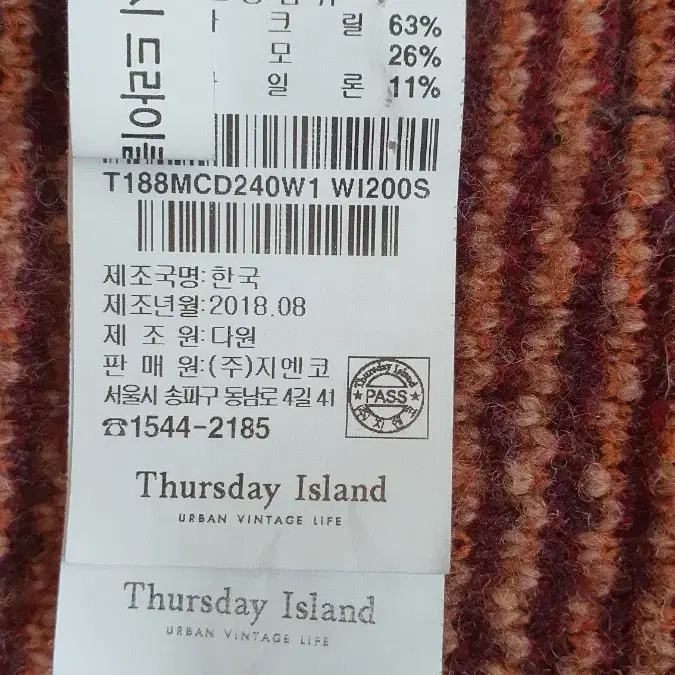 드라이
크 릴 63%
모 26%
일 론 11%
T188MCD240W1 WI200S
제조국명:한국
제조년월:2018.08
제 조 원:다원
판 매 원:(주)지엔코
서울시 송파구 동남로 4길 41
☎1544-2185
Thursday Island
PASS
Thursday Island
URBAN VINTAGE LIFE
Thursday Island
URBAN VINTAGE LIFE